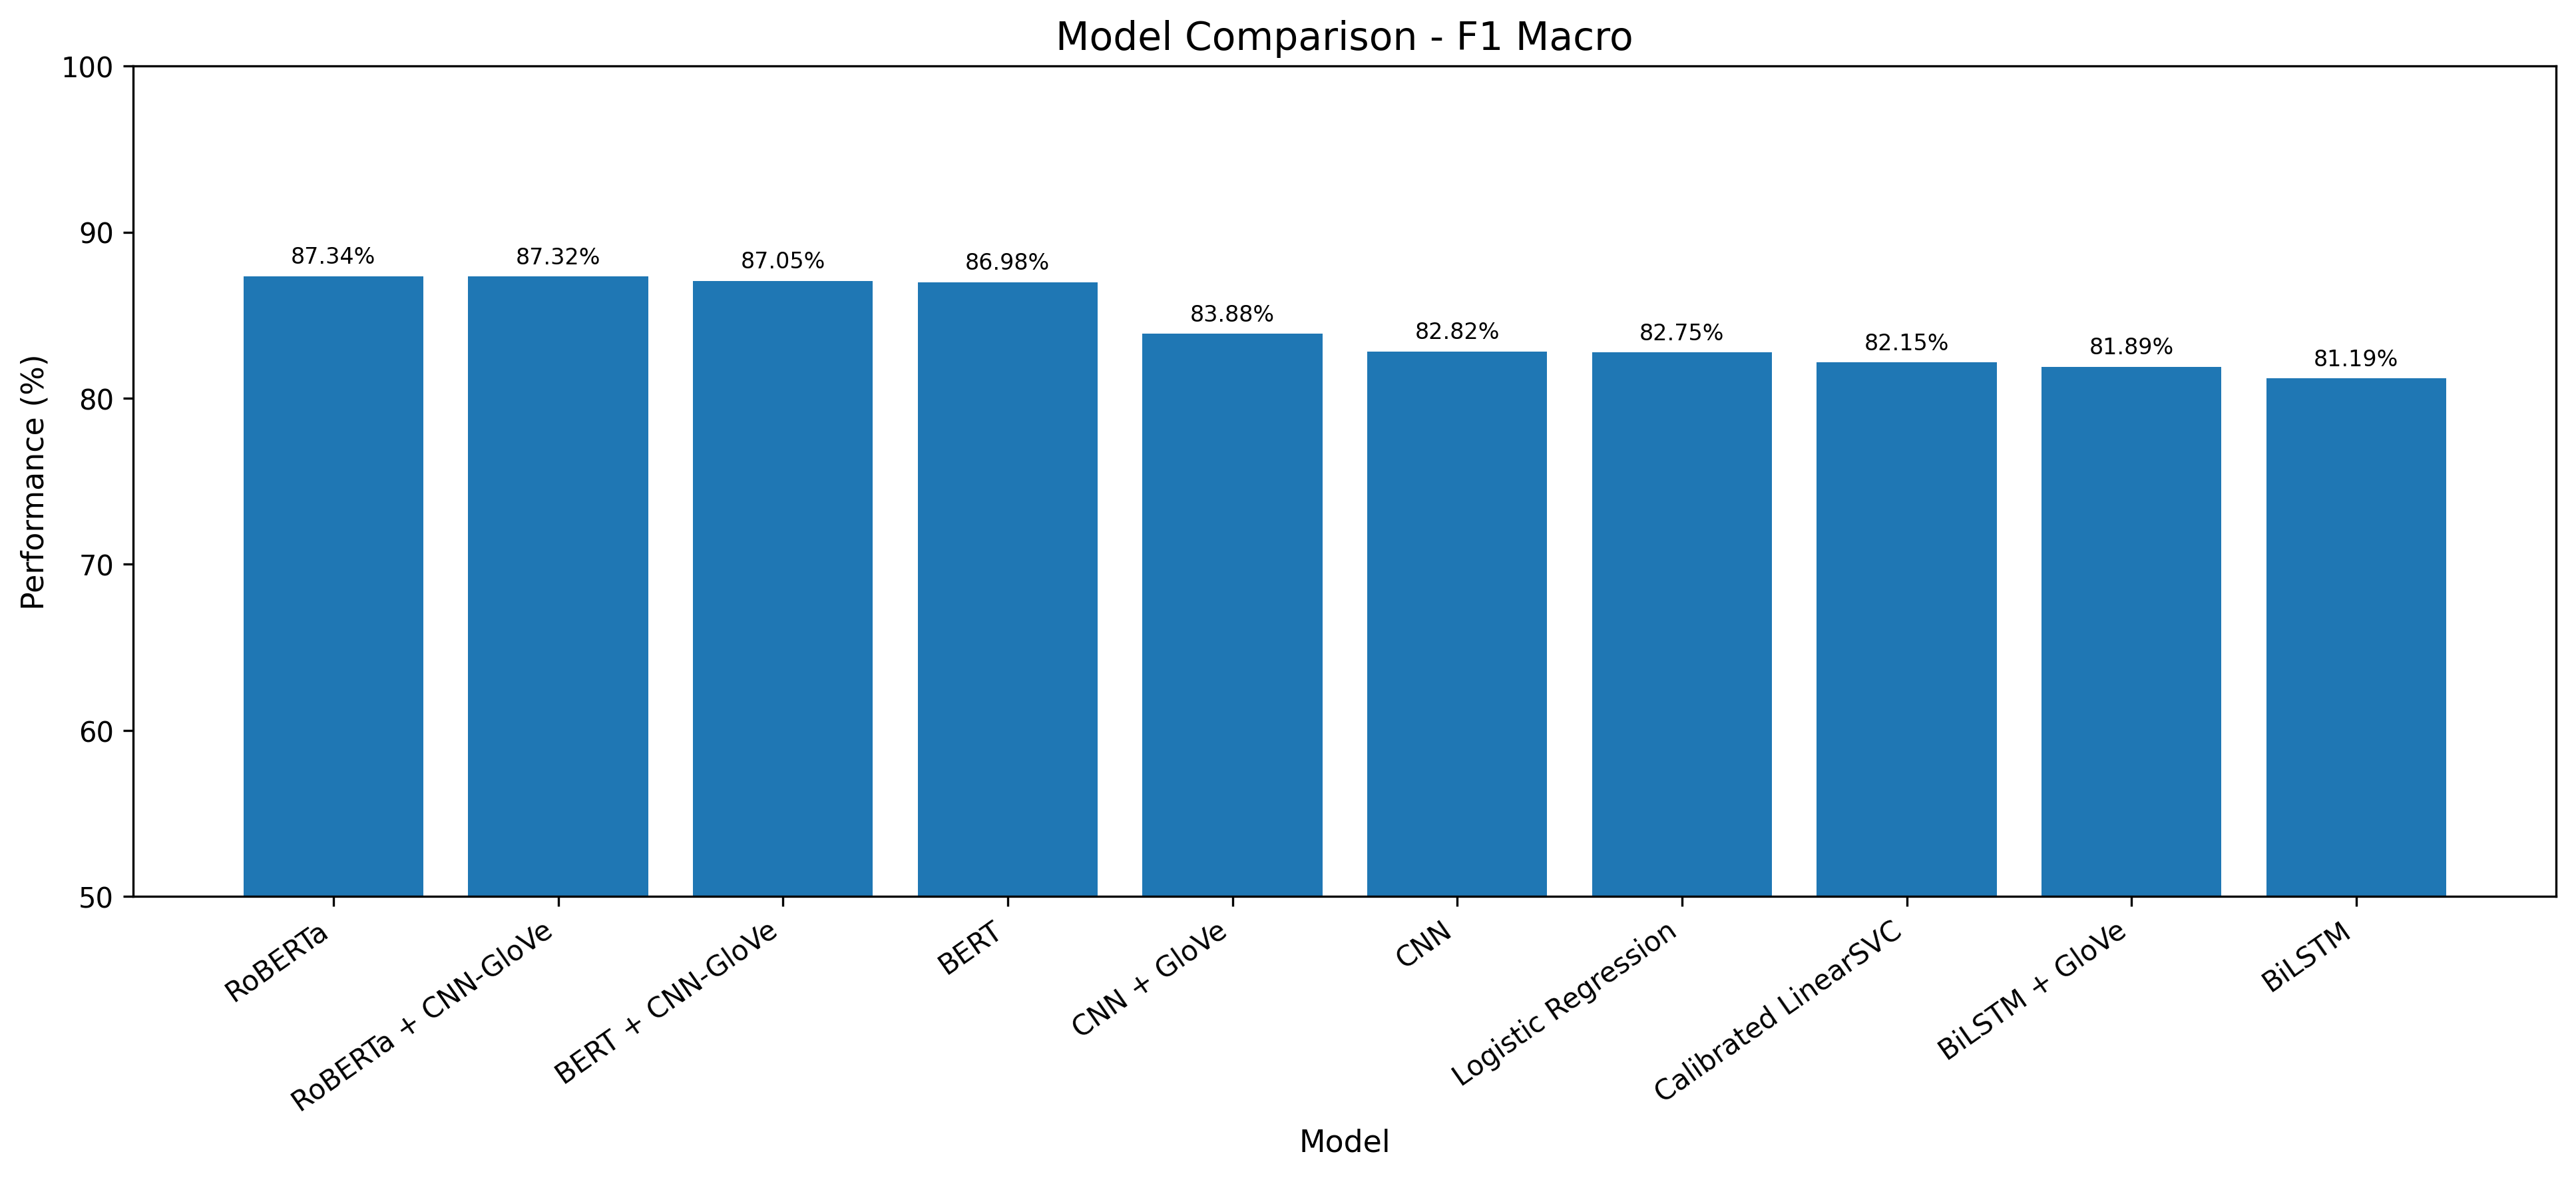 Model Comparison - F1 Macro
100
90
80
70
60
50
Performance (%)
87.34%
87.32%
87.05%
86.98%
83.88%
82.82%
82.75%
82.15%
81.89%
81.19%
RoBERTa
RoBERTa + CNN-GloVe
BERT + CNN-GloVe
BERT
CNN + GloVe
CNN
Logistic Regression
Calibrated LinearSVC
BiLSTM + GloVe
BiLSTM
Model